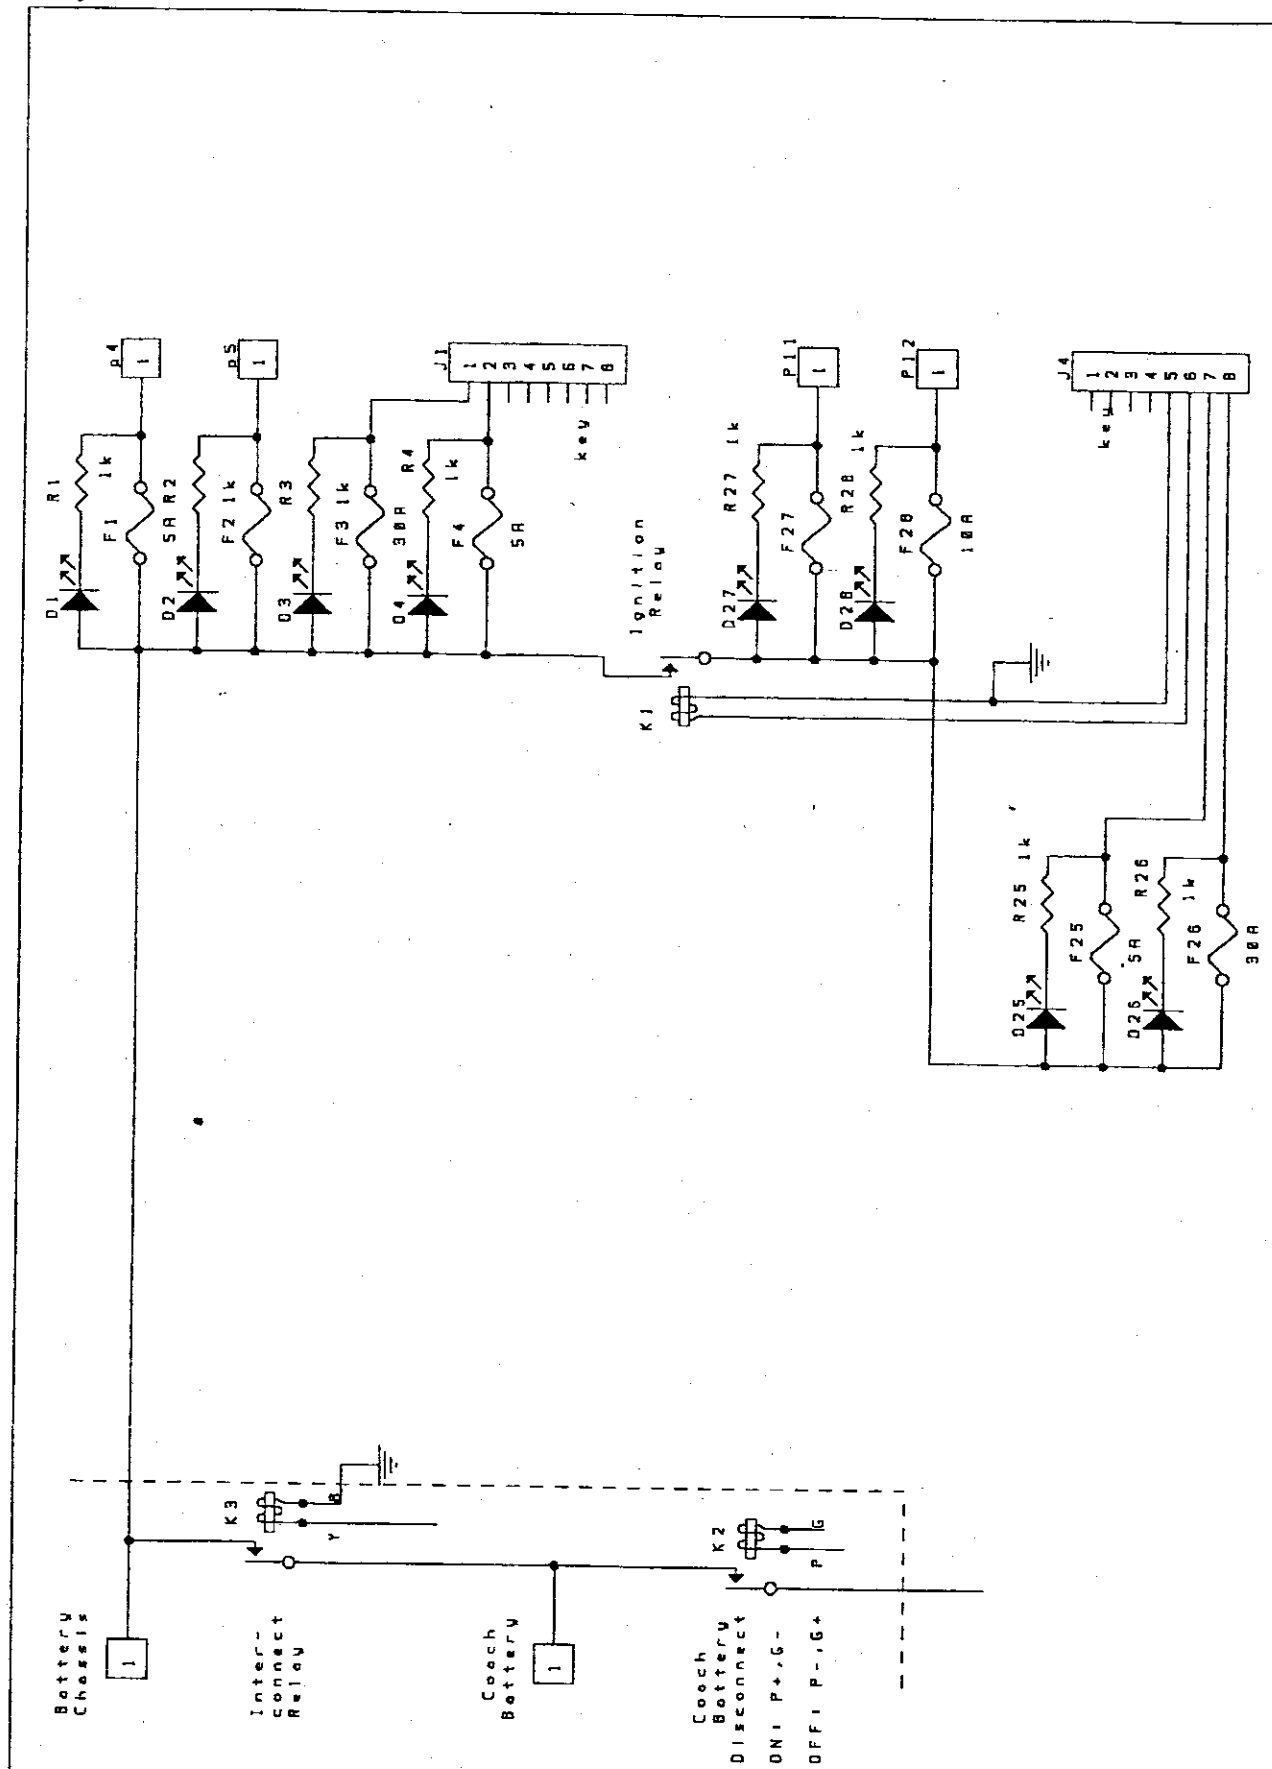 Battery
Chassis
1
Inter-
connect
Relay
K3
Y
B
Coach
Battery
1
Coach
Battery
Disconnect
ON: P+,G-
OFF: P-,G+
K2
P
G
D1
R1
1k
F1
5A
P4
1
D2
R2
1k
F2
P5
1
D3
R3
1k
F3
30A
D4
R4
1k
F4
5A
J1
1
2
3
4
5
6
7
8
key
Ignition
Relay
K1
D27
R27
1k
F27
P11
1
D28
R28
1k
F28
10A
P12
1
J4
1
2
3
4
5
6
7
8
key
D25
R25
1k
F25
5A
D26
R26
1k
F26
30A